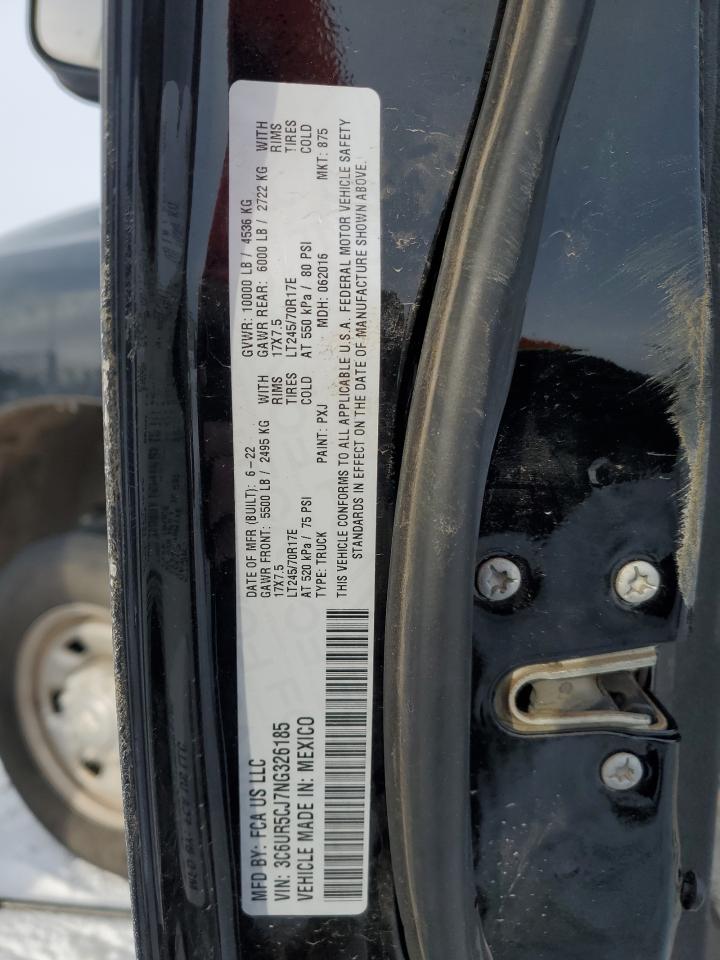 MFD BY: FCA US LLC
VIN: 3C6UR5CJ7NG326185
VEHICLE MADE IN: MEXICO
DATE OF MFR (BUILT): 6-22
GVWR: 10000 LB / 4536 KG
GAWR FRONT: 5500 LB / 2495 KG WITH
GAWR REAR: 6000 LB / 2722 KG WITH
17X7.5 RIMS
17X7.5 RIMS
LT245/70R17E TIRES
LT245/70R17E TIRES
AT 520 kPa / 75 PSI COLD
AT 550 kPa / 80 PSI COLD
TYPE: TRUCK PAINT: PXJ MDH: 062016 MKT: 875
THIS VEHICLE CONFORMS TO ALL APPLICABLE U.S.A. FEDERAL MOTOR VEHICLE SAFETY
STANDARDS IN EFFECT ON THE DATE OF MANUFACTURE SHOWN ABOVE.